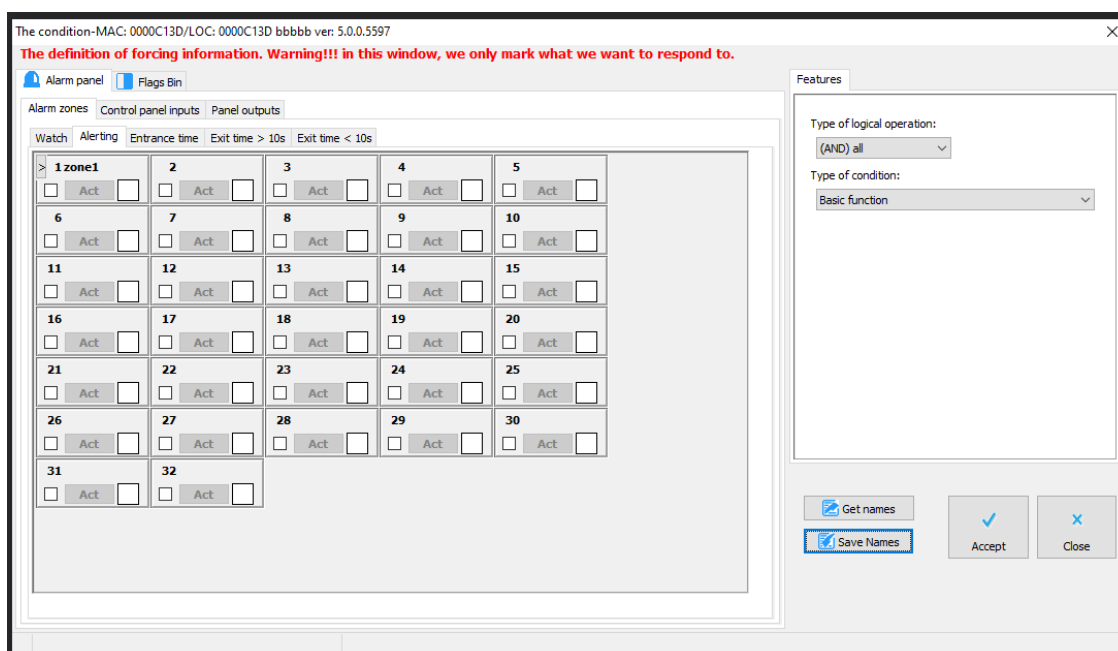 The condition-MAC: 0000C13D/LOC: 0000C13D bbbbb ver: 5.0.0.5597
The definition of forcing information. Warning!!! in this window, we only mark what we want to respond to.
Alarm panel Flags Bin
Alarm zones Control panel inputs Panel outputs
Watch Alerting Entrance time Exit time > 10s Exit time < 10s
> 1 zone1 2 3 4 5
Act Act Act Act Act
6 7 8 9 10
Act Act Act Act Act
11 12 13 14 15
Act Act Act Act Act
16 17 18 19 20
Act Act Act Act Act
21 22 23 24 25
Act Act Act Act Act
26 27 28 29 30
Act Act Act Act Act
31 32
Act Act
Features
Type of logical operation:
(AND) all
Type of condition:
Basic function
Get names
Save Names
Accept
Close